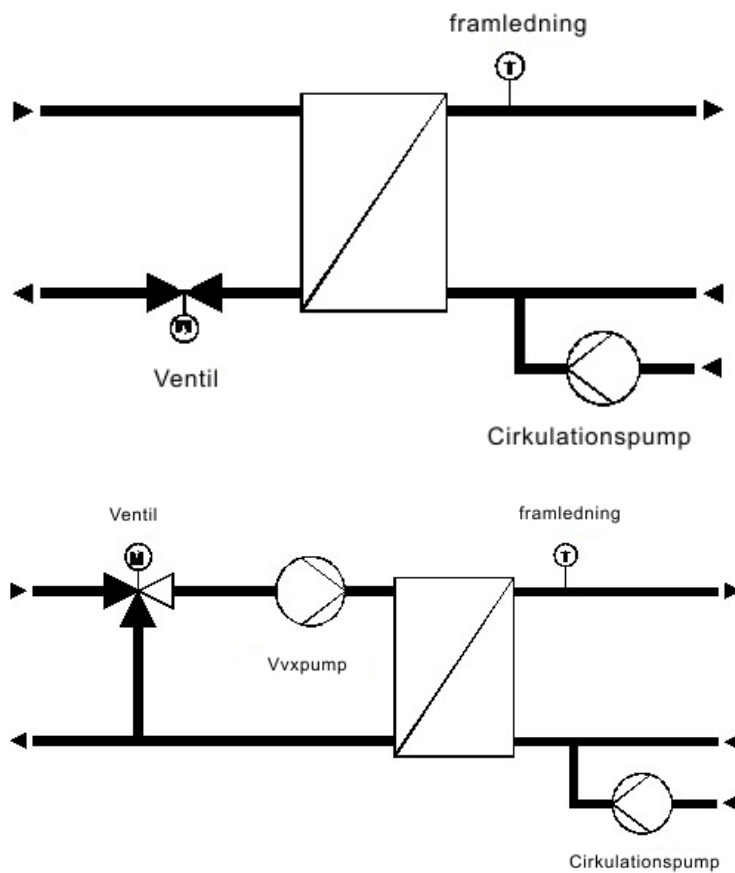 framledning
T
M
Ventil
Cirkulationspump
Ventil
framledning
M
T
Vvxpump
Cirkulationspump